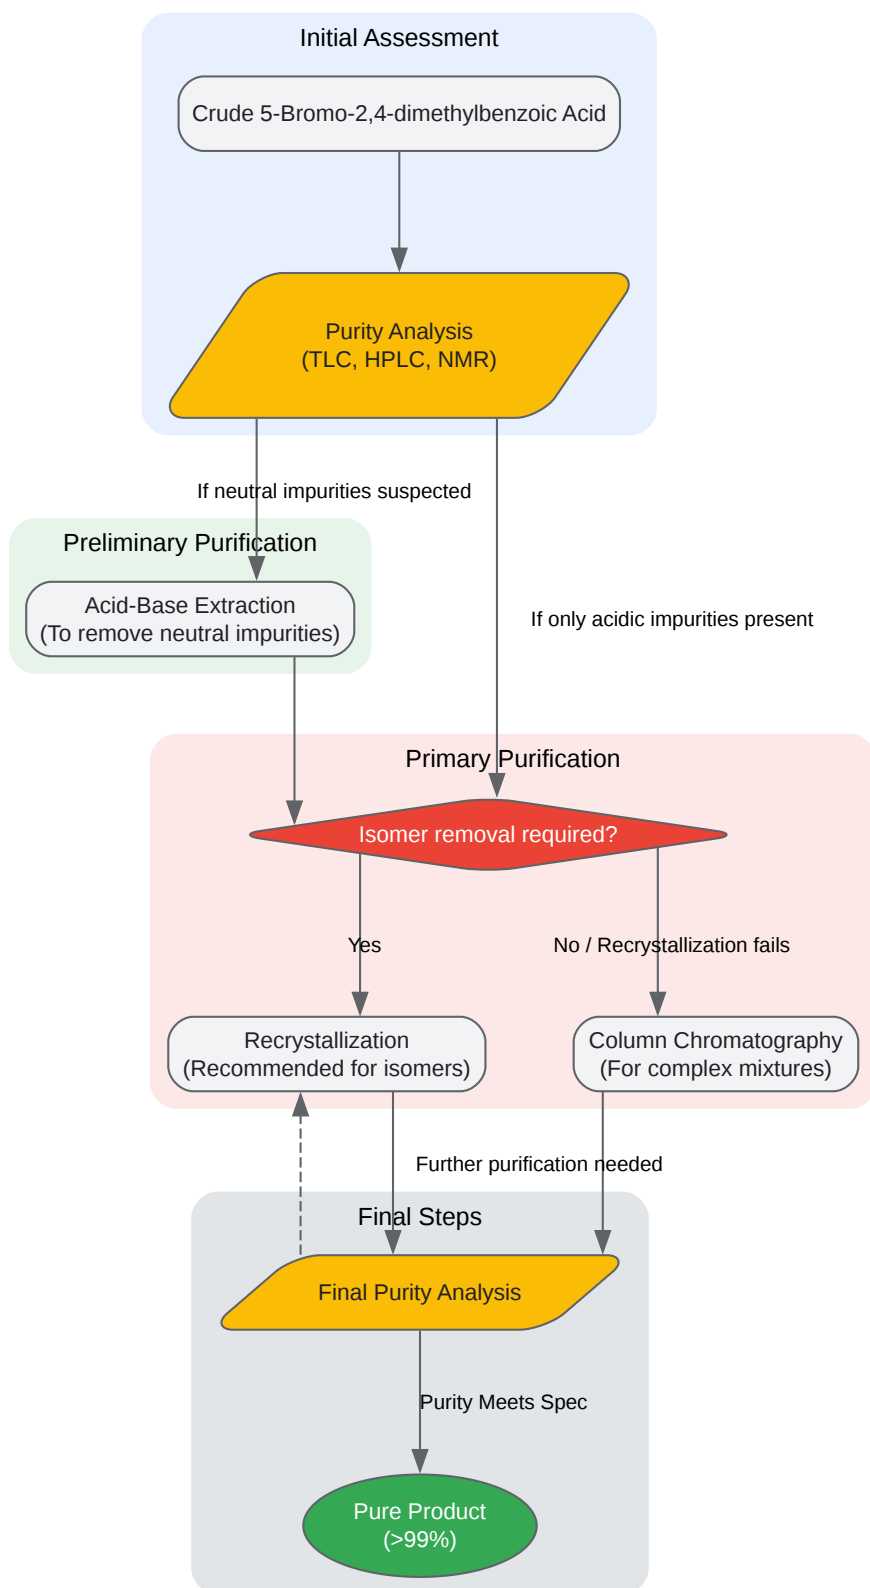 Initial Assessment
Crude 5-Bromo-2,4-dimethylbenzoic Acid
Purity Analysis
(TLC, HPLC, NMR)
If neutral impurities suspected
Preliminary Purification
Acid-Base Extraction
(To remove neutral impurities)
If only acidic impurities present
Primary Purification
Isomer removal required?
Yes
No / Recrystallization fails
Recrystallization
(Recommended for isomers)
Column Chromatography
(For complex mixtures)
Further purification needed
Final Steps
Final Purity Analysis
Purity Meets Spec
Pure Product
(>99%)